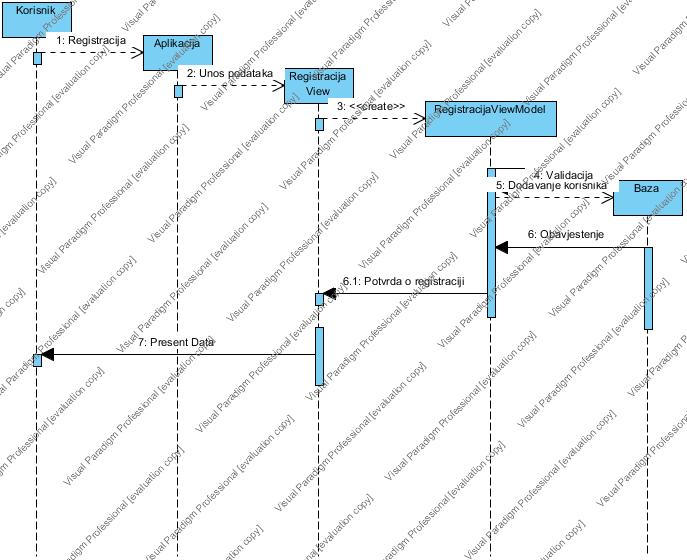 Korisnik
1: Registracija
Aplikacija
2: Unos podataka
Registracija
View
3: <<create>>
RegistracijaViewModel
4: Validacija
5: Dodavanje korisnika
Baza
6: Obavjestenje
6.1: Potvrda o registraciji
7: Present Data
Visual Paradigm Professional [evaluation copy]